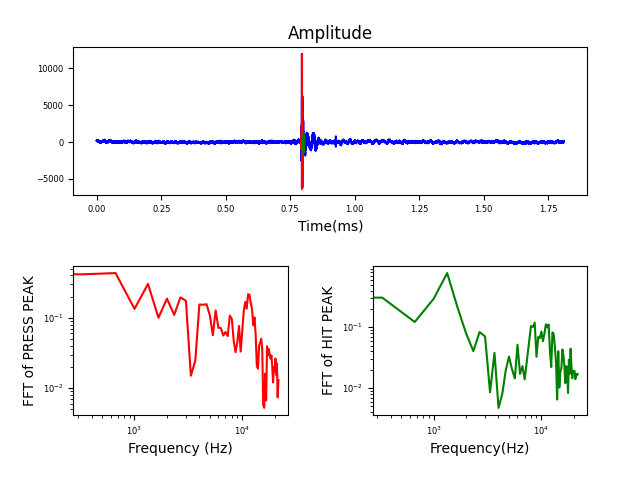 Amplitude
10000
5000
0
−5000
0.00 0.25 0.50 0.75 1.00 1.25 1.50 1.75
Time(ms)
FFT of PRESS PEAK
10⁻¹
10⁻²
10³ 10⁴
Frequency (Hz)
FFT of HIT PEAK
10⁻¹
10⁻²
10³ 10⁴
Frequency(Hz)